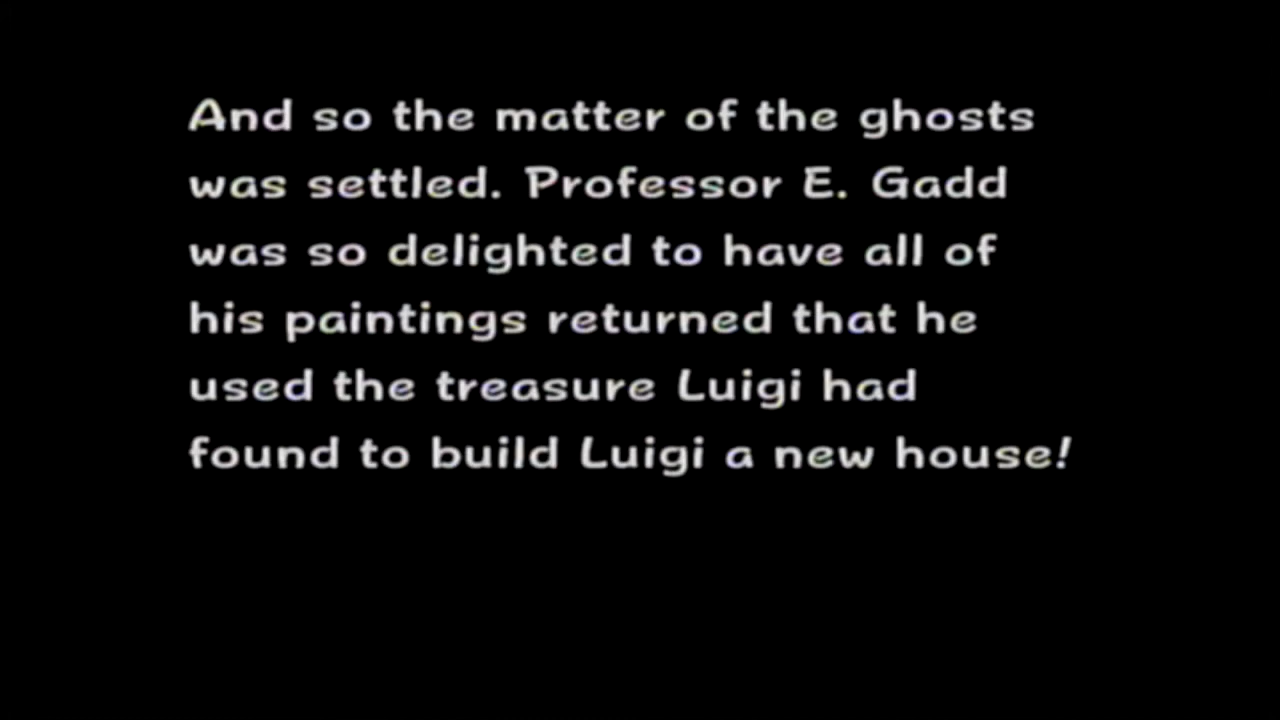 And so the matter of the ghosts
was settled. Professor E. Gadd
was so delighted to have all of
his paintings returned that he
used the treasure Luigi had
found to build Luigi a new house!